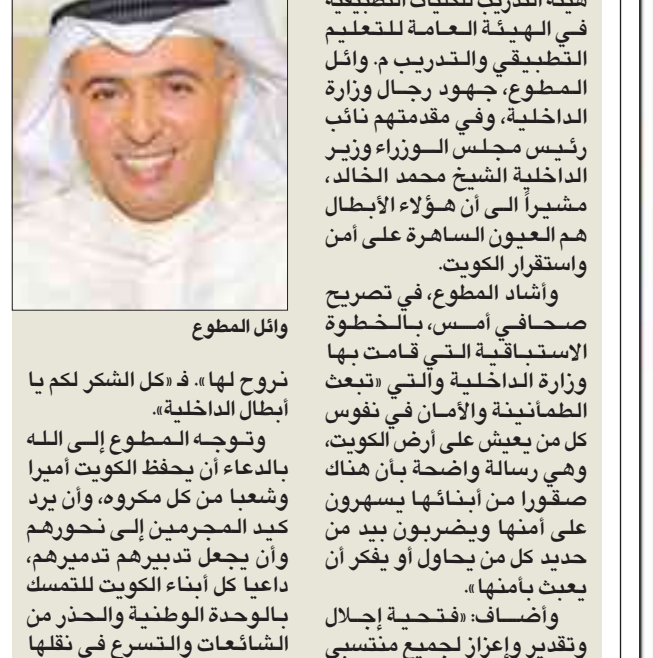 هيئة التدريب للكليات التطبيقية
في الهيئة العامة للتعليم
التطبيقي والتدريب م. وائل
المطوع، جهود رجال وزارة
الداخلية، وفي مقدمتهم نائب
رئيس مجلس الوزراء وزير
الداخلية الشيخ محمد الخالد،
مشيراً الى أن هؤلاء الأبطال
هم العيون الساهرة على أمن
واستقرار الكويت.
وأشاد المطوع، في تصريح
صحافي أمس، بالخطوة
الاستباقية التي قامت بها
وزارة الداخلية والتي «تبعث
الطمأنينة والأمان في نفوس
كل من يعيش على أرض الكويت،
وهي رسالة واضحة بأن هناك
صقورا من أبنائها يسهرون
على أمنها ويضربون بيد من
حديد كل من يحاول أو يفكر أن
يعبث بأمنها».
وأضاف: «فتحية إجلال
وتقدير وإعزاز لجميع منتسبي
وائل المطوع
نروح لها». فـ «كل الشكر لكم يا
أبطال الداخلية».
وتوجه المطوع إلى الله
بالدعاء أن يحفظ الكويت أميرا
وشعبا من كل مكروه، وأن يرد
كيد المجرمين إلى نحورهم
وأن يجعل تدبيرهم تدميرهم،
داعيا كل أبناء الكويت للتمسك
بالوحدة الوطنية والحذر من
الشائعات والتسرع في نقلها